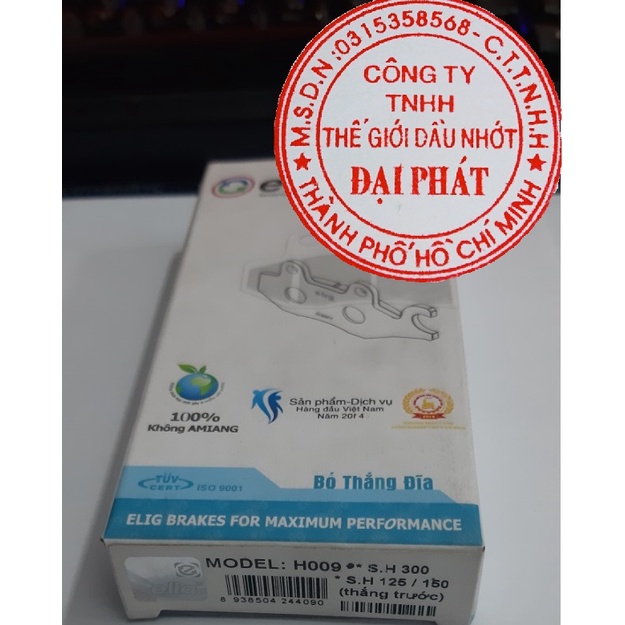 M.S.D.N:0315358568-C.T.T.N.H.H
CÔNG TY
TNHH
THẾ GIỚI DẦU NHỚT
ĐẠI PHÁT
THÀNH PHỐ HỒ CHÍ MINH
100%
Không AMIANG
Sản phẩm-Dịch vụ
Hàng đầu Việt Nam
Năm 2014
TÜV
CERT
ISO 9001
Bó Thắng Đĩa
ELIG BRAKES FOR MAXIMUM PERFORMANCE
MODEL: H009 ** S.H 300
* S.H 125 / 150
(thắng trước)
8 938504 244090
elig